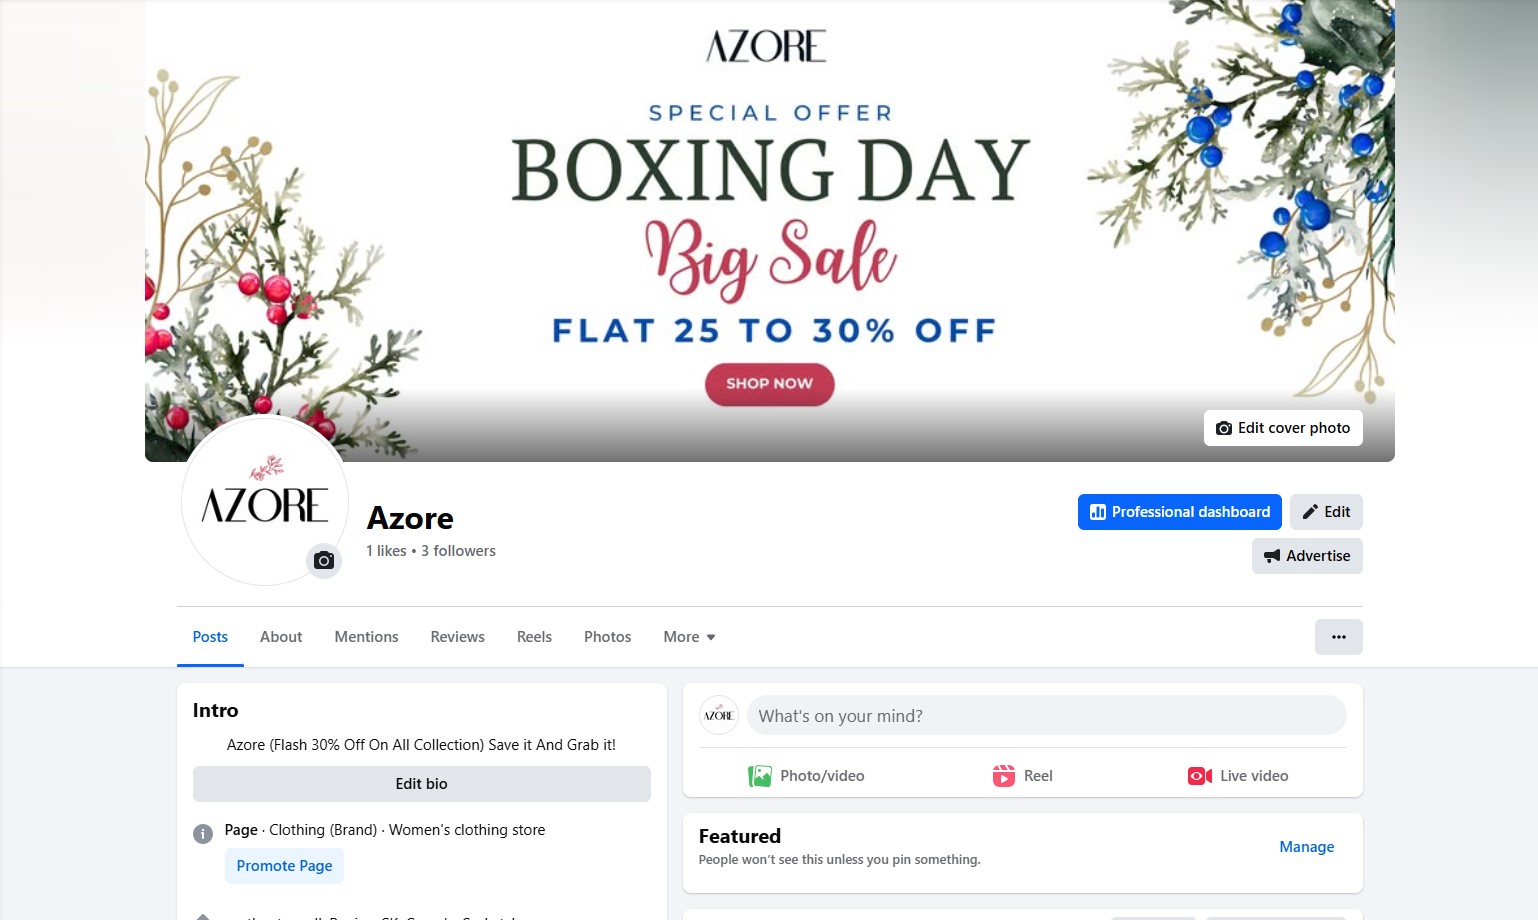 AZORE
SPECIAL OFFER
BOXING DAY
Big Sale
FLAT 25 TO 30% OFF
SHOP NOW
Edit cover photo
AZORE
Azore
1 likes • 3 followers
Professional dashboard
Edit
Advertise
Posts
About
Mentions
Reviews
Reels
Photos
More
Intro
Azore (Flash 30% Off On All Collection) Save it And Grab it!
Edit bio
Page · Clothing (Brand) · Women's clothing store
Promote Page
AZORE
What's on your mind?
Photo/video
Reel
Live video
Featured
People won't see this unless you pin something.
Manage